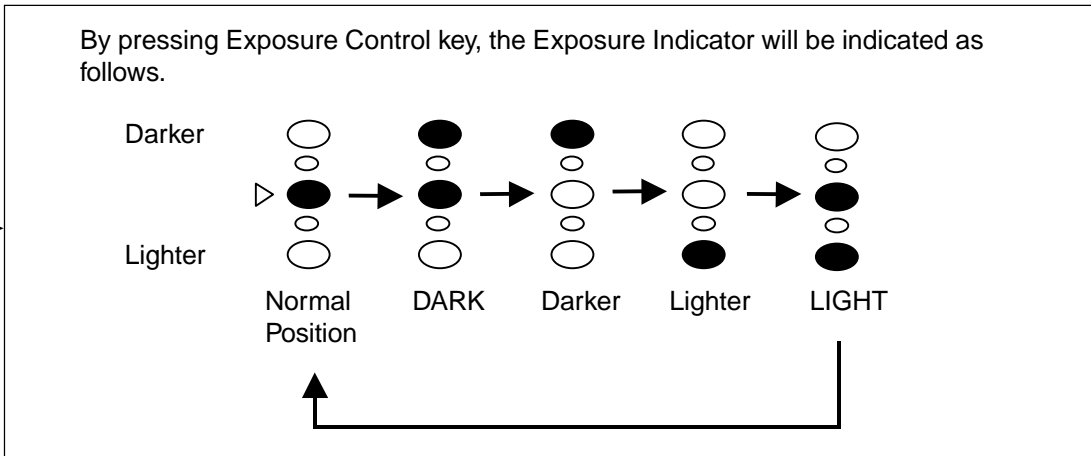 By pressing Exposure Control key, the Exposure Indicator will be indicated as
follows.
Darker
Lighter
Normal
Position
DARK
Darker
Lighter
LIGHT